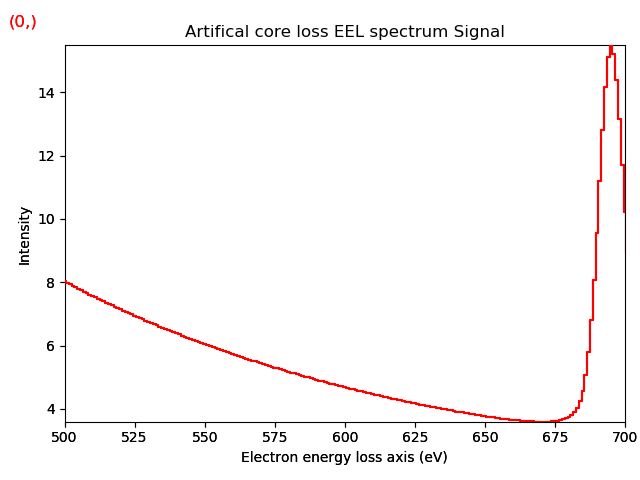 (0,)
Artifical core loss EEL spectrum Signal
14
12
10
8
6
4
Intensity
500 525 550 575 600 625 650 675 700
Electron energy loss axis (eV)